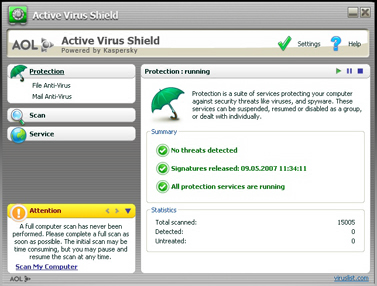 Active Virus Shield
AOL Active Virus Shield
Powered by Kaspersky
Settings
Help
Protection
File Anti-Virus
Mail Anti-Virus
Scan
Service
Attention
A full computer scan has never
been performed. Please complete a full scan as
soon as possible. The initial scan may be
time consuming, but you may pause and
resume the scan at any time.
Scan My Computer
Protection : running
Protection is a suite of services protecting your computer
against security threats like viruses, and spyware. These
services can be suspended, resumed or disabled as a group,
or dealt with individually.
Summary
No threats detected
Signatures released: 09.05.2007 11:34:11
All protection services are running
Statistics
Total scanned: 15005
Detected: 0
Untreated: 0
AOL
viruslist.com